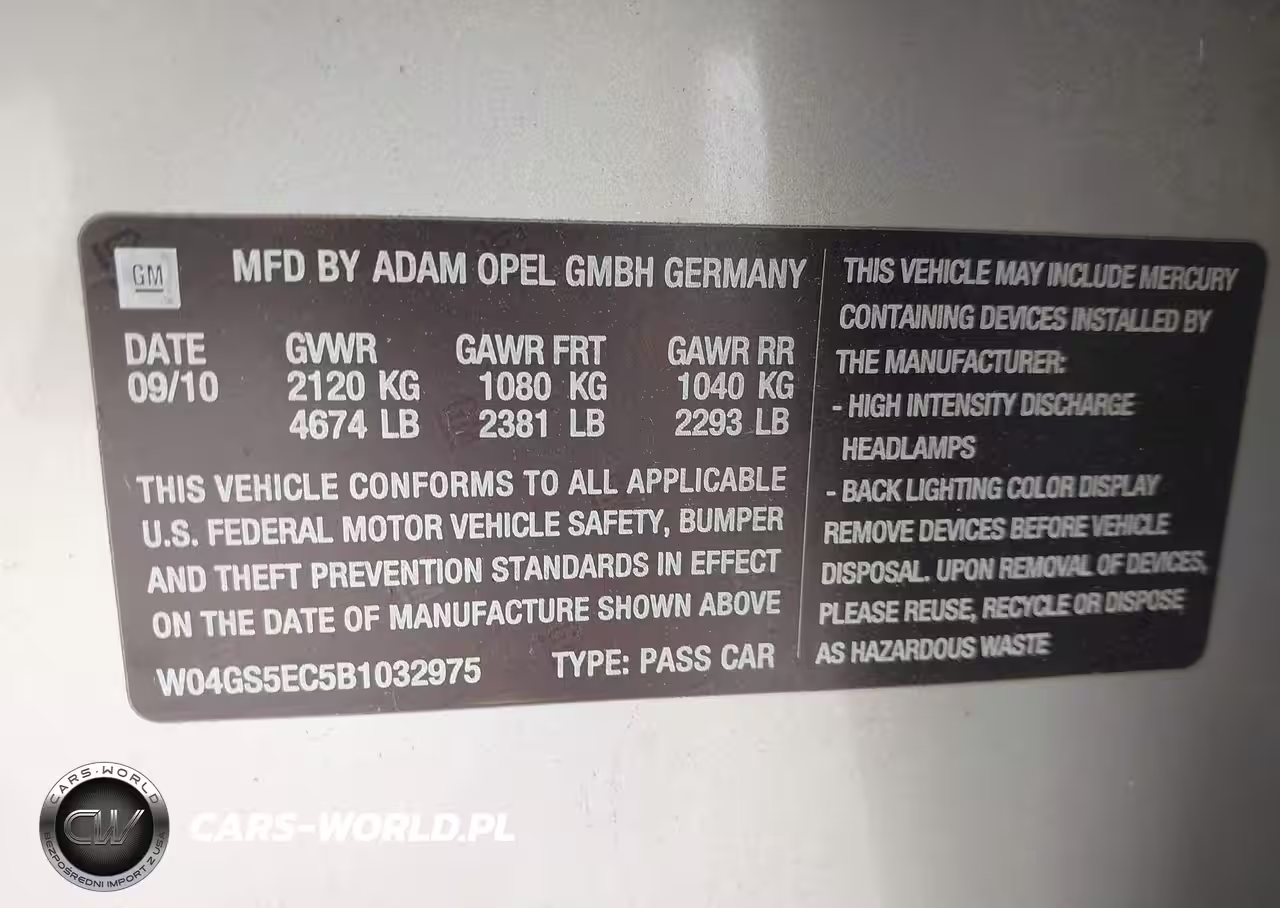 GM
MFD BY ADAM OPEL GMBH GERMANY
DATE GVWR GAWR FRT GAWR RR
09/10 2120 KG 1080 KG 1040 KG
4674 LB 2381 LB 2293 LB
THIS VEHICLE CONFORMS TO ALL APPLICABLE
U.S. FEDERAL MOTOR VEHICLE SAFETY, BUMPER
AND THEFT PREVENTION STANDARDS IN EFFECT
ON THE DATE OF MANUFACTURE SHOWN ABOVE
W04GS5EC5B1032975 TYPE: PASS CAR
THIS VEHICLE MAY INCLUDE MERCURY
CONTAINING DEVICES INSTALLED BY
THE MANUFACTURER:
- HIGH INTENSITY DISCHARGE
HEADLAMPS
- BACK LIGHTING COLOR DISPLAY
REMOVE DEVICES BEFORE VEHICLE
DISPOSAL. UPON REMOVAL OF DEVICES,
PLEASE REUSE, RECYCLE OR DISPOSE
AS HAZARDOUS WASTE
CARS-WORLD
CW
BEZPOŚREDNI IMPORT Z USA
CARS-WORLD.PL